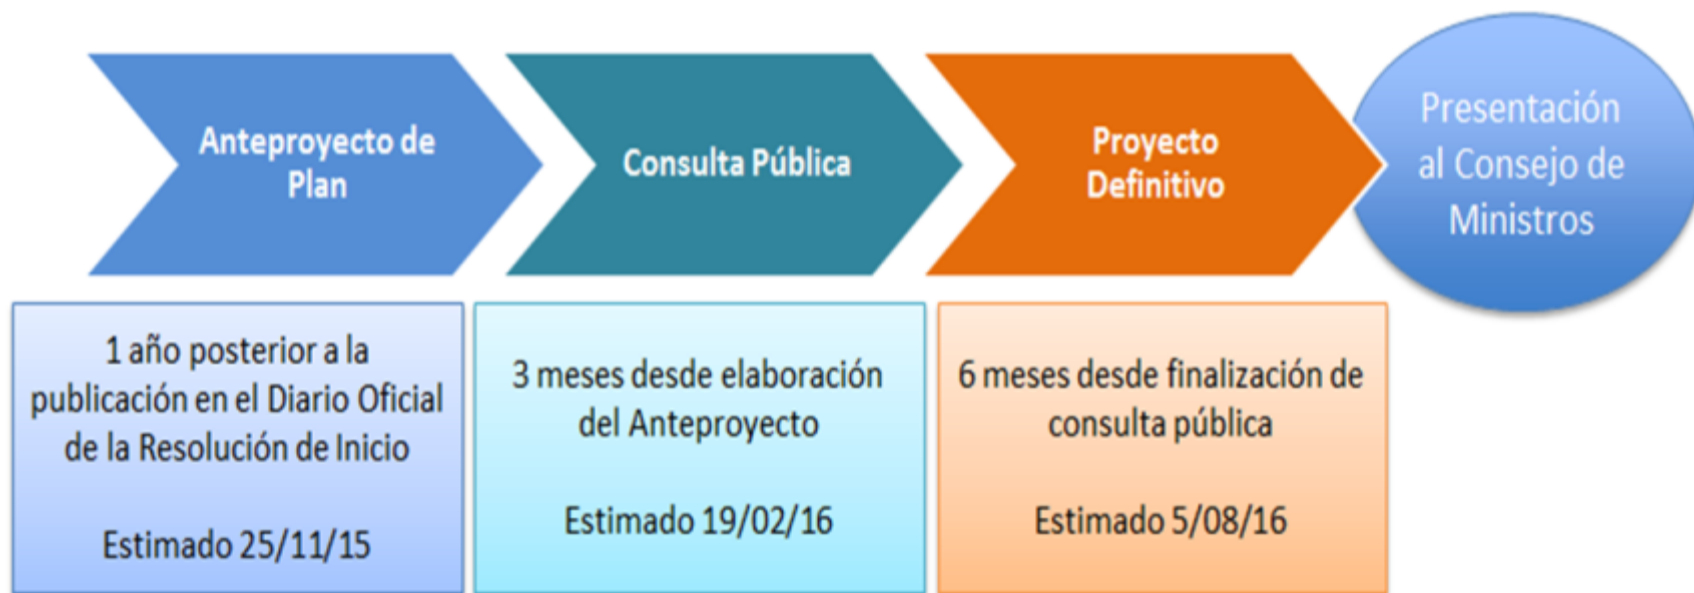 Anteproyecto de
Plan
Consulta Pública
Proyecto
Definitivo
Presentación
al Consejo de
Ministros
1 año posterior a la
publicación en el Diario Oficial
de la Resolución de Inicio
Estimado 25/11/15
3 meses desde elaboración
del Anteproyecto
Estimado 19/02/16
6 meses desde finalización de
consulta pública
Estimado 5/08/16